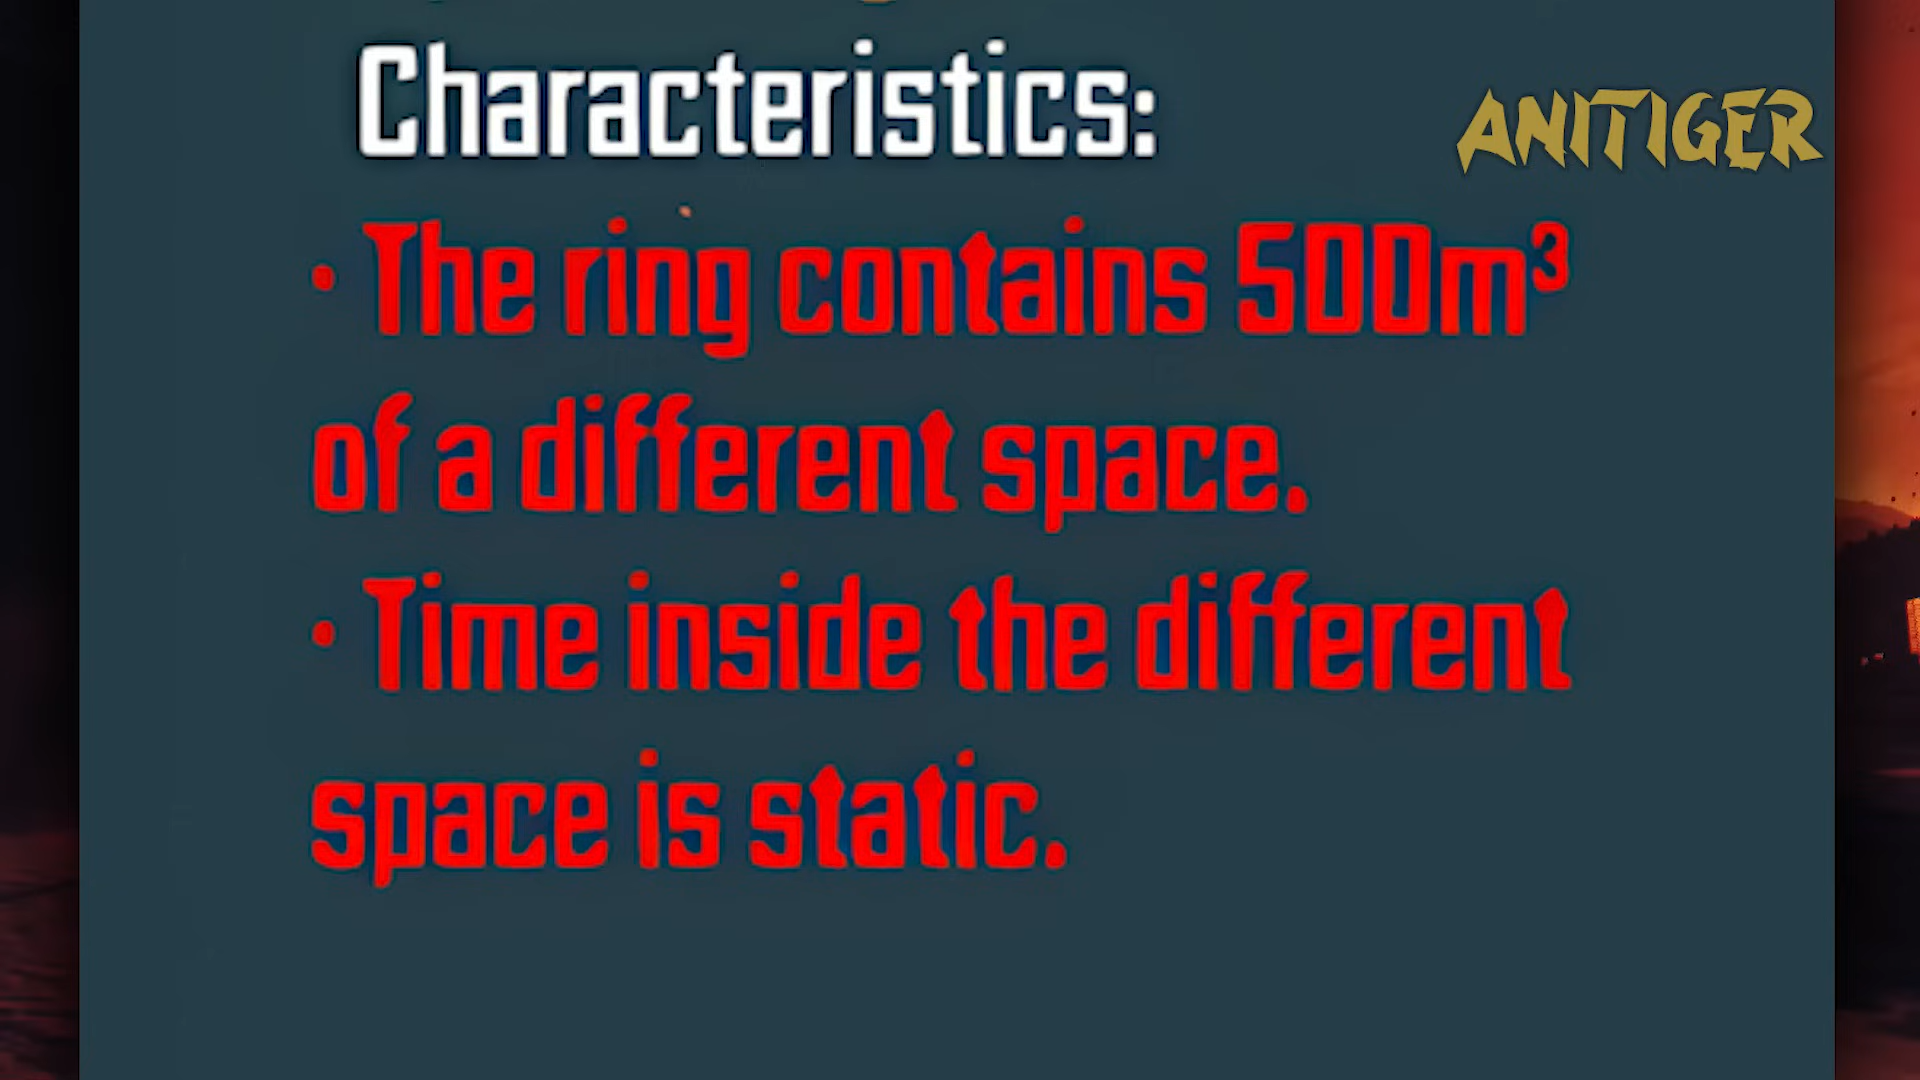 Characteristics:
ANITIGER
· The ring contains 500m³
of a different space.
· Time inside the different
space is static.